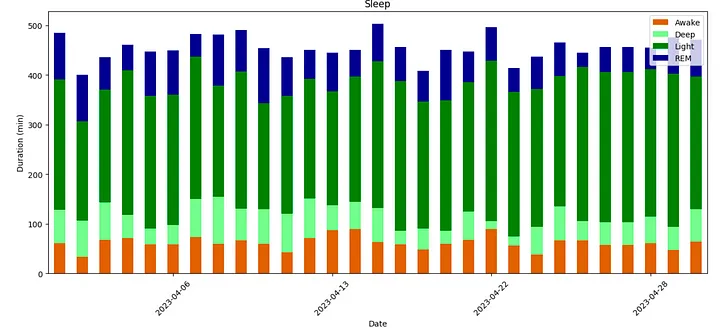 Sleep
500
400
300
200
100
0
Duration (min)
Awake
Deep
Light
REM
2023-04-06
2023-04-13
2023-04-22
2023-04-28
Date